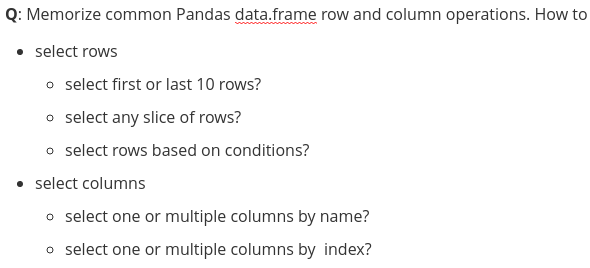 Q: Memorize common Pandas data.frame row and column operations. How to
• select rows
○ select first or last 10 rows?
○ select any slice of rows?
○ select rows based on conditions?
• select columns
○ select one or multiple columns by name?
○ select one or multiple columns by  index?